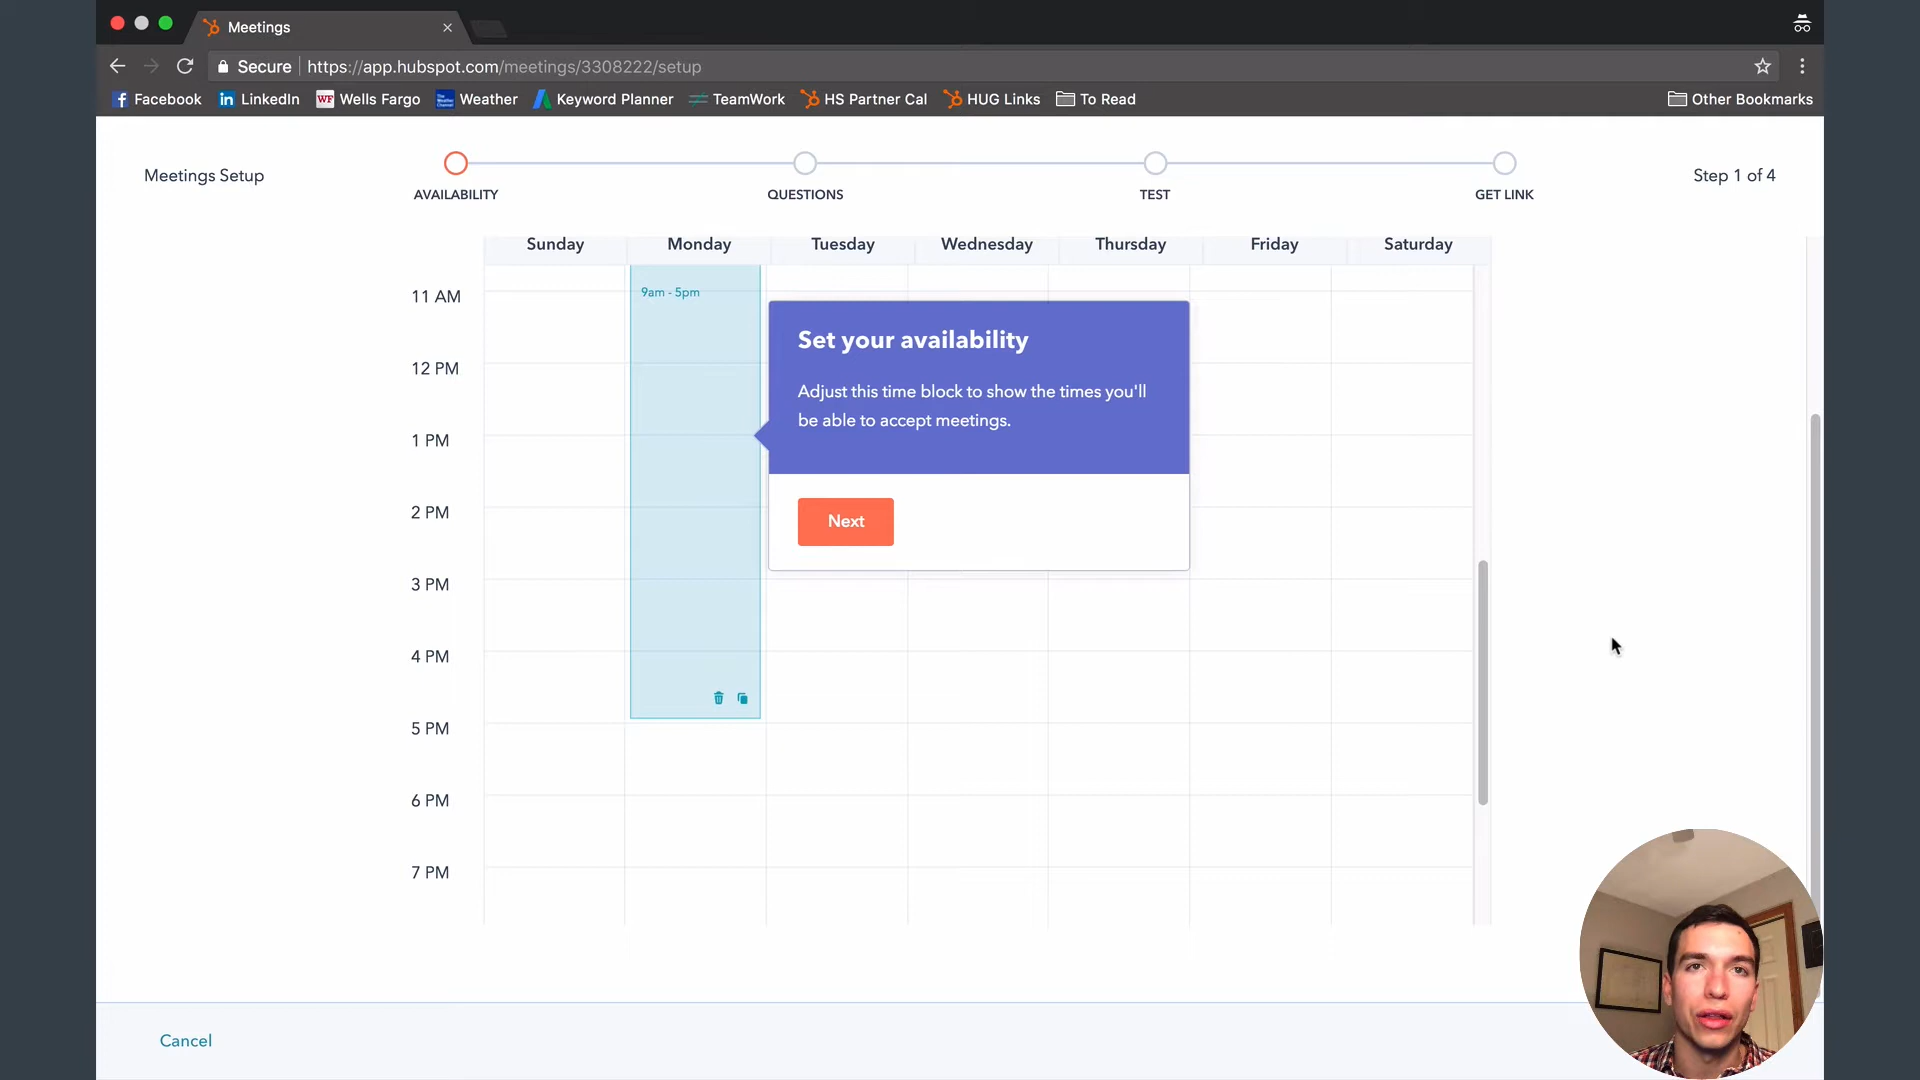 Meetings
Secure https://app.hubspot.com/meetings/3308222/setup
Facebook LinkedIn WF Wells Fargo Weather Keyword Planner TeamWork HS Partner Cal HUG Links To Read Other Bookmarks
Meetings Setup
AVAILABILITY QUESTIONS TEST GET LINK
Step 1 of 4
Sunday Monday Tuesday Wednesday Thursday Friday Saturday
9am - 5pm
11 AM
12 PM
1 PM
2 PM
3 PM
4 PM
5 PM
6 PM
7 PM
Set your availability
Adjust this time block to show the times you'll
be able to accept meetings.
Next
Cancel